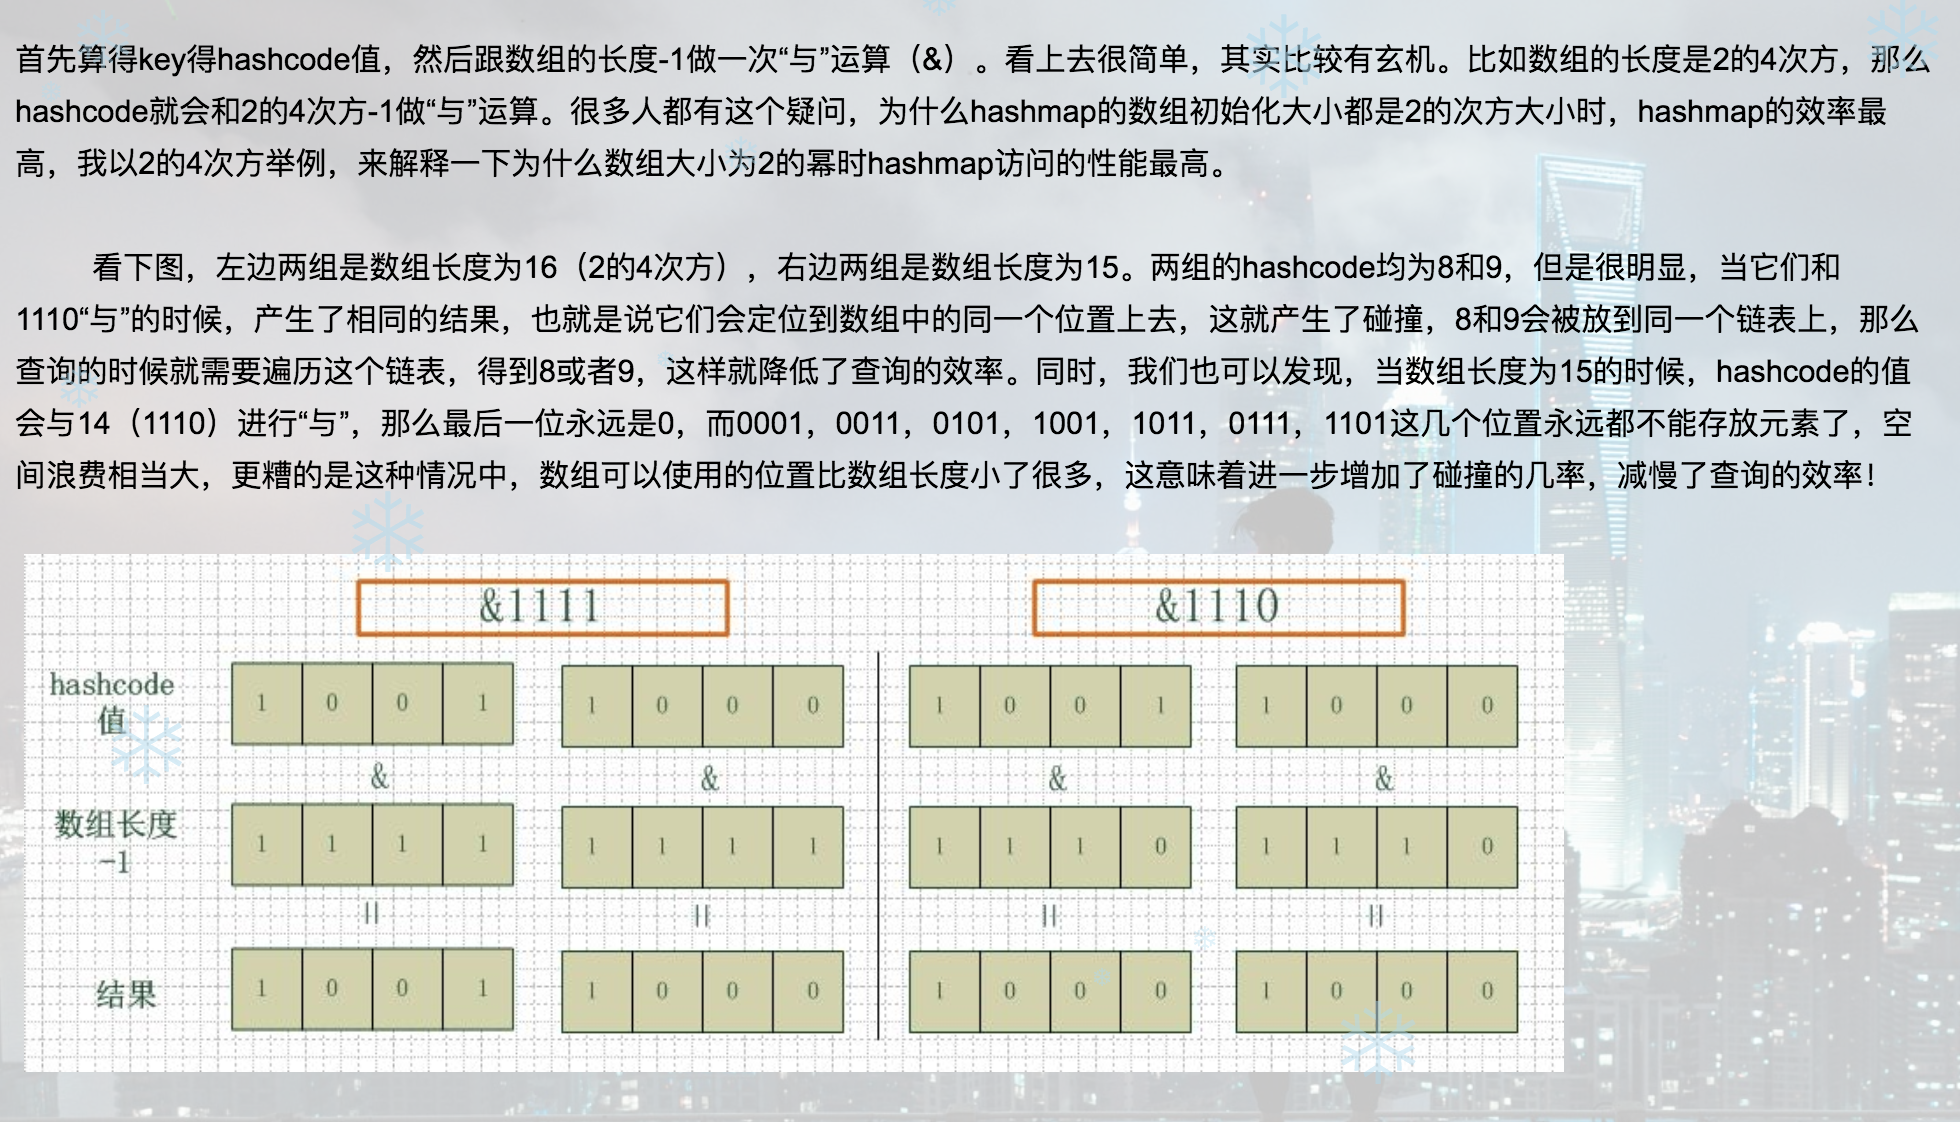 首先算得key得hashcode值，然后跟数组的长度-1做一次“与”运算（&）。看上去很简单，其实比较有玄机。比如数组的长度是2的4次方，那么
hashcode就会和2的4次方-1做“与”运算。很多人都有这个疑问，为什么hashmap的数组初始化大小都是2的次方大小时，hashmap的效率最
高，我以2的4次方举例，来解释一下为什么数组大小为2的幂时hashmap访问的性能最高。
看下图，左边两组是数组长度为16（2的4次方），右边两组是数组长度为15。两组的hashcode均为8和9，但是很明显，当它们和
1110“与”的时候，产生了相同的结果，也就是说它们会定位到数组中的同一个位置上去，这就产生了碰撞，8和9会被放到同一个链表上，那么
查询的时候就需要遍历这个链表，得到8或者9，这样就降低了查询的效率。同时，我们也可以发现，当数组长度为15的时候，hashcode的值
会与14（1110）进行“与”，那么最后一位永远是0，而0001，0011，0101，1001，1011，0111，1101这几个位置永远都不能存放元素了，空
间浪费相当大，更糟的是这种情况中，数组可以使用的位置比数组长度小了很多，这意味着进一步增加了碰撞的几率，减慢了查询的效率！
&1111 &1110
hashcode
值
1 0 0 1 1 0 0 0 1 0 0 1 1 0 0 0
& & & &
数组长度
-1
1 1 1 1 1 1 1 1 1 1 1 0 1 1 1 0
= = = =
结果
1 0 0 1 1 0 0 0 1 0 0 0 1 0 0 0